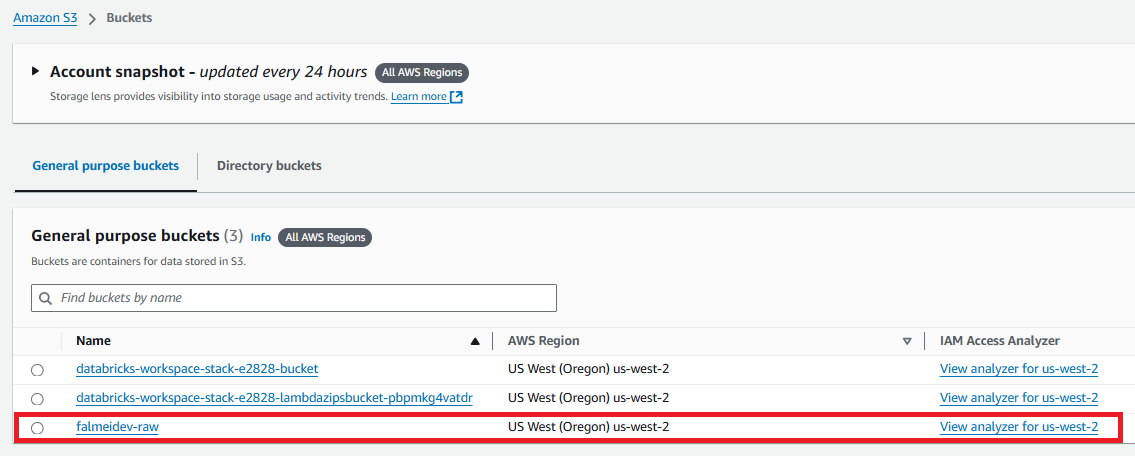 Amazon S3 > Buckets
Account snapshot - updated every 24 hours All AWS Regions
Storage lens provides visibility into storage usage and activity trends. Learn more
General purpose buckets Directory buckets
General purpose buckets (3) Info All AWS Regions
Buckets are containers for data stored in S3.
Find buckets by name
Name AWS Region IAM Access Analyzer
databricks-workspace-stack-e2828-bucket US West (Oregon) us-west-2 View analyzer for us-west-2
databricks-workspace-stack-e2828-lambdazipsbucket-pbpmkg4vatdr US West (Oregon) us-west-2 View analyzer for us-west-2
falmeidev-raw US West (Oregon) us-west-2 View analyzer for us-west-2